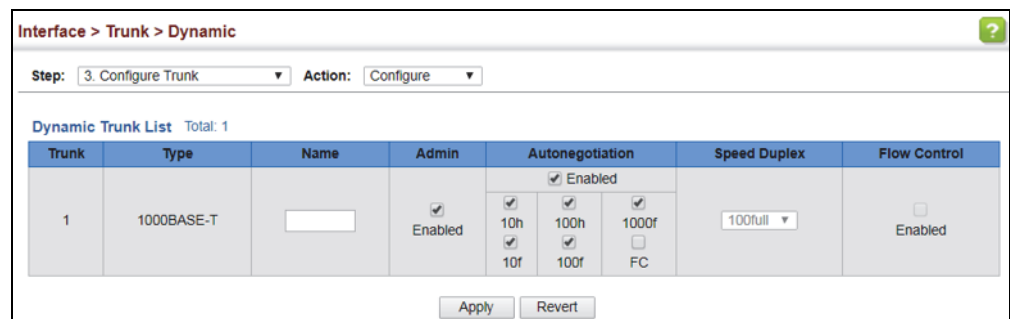 Interface > Trunk > Dynamic
?
Step: 3. Configure Trunk Action: Configure
Dynamic Trunk List Total: 1
Trunk Type Name Admin Autonegotiation Speed Duplex Flow Control
Enabled
1 1000BASE-T Enabled 10h 100h 1000f 100full Enabled
10f 100f FC
Apply Revert